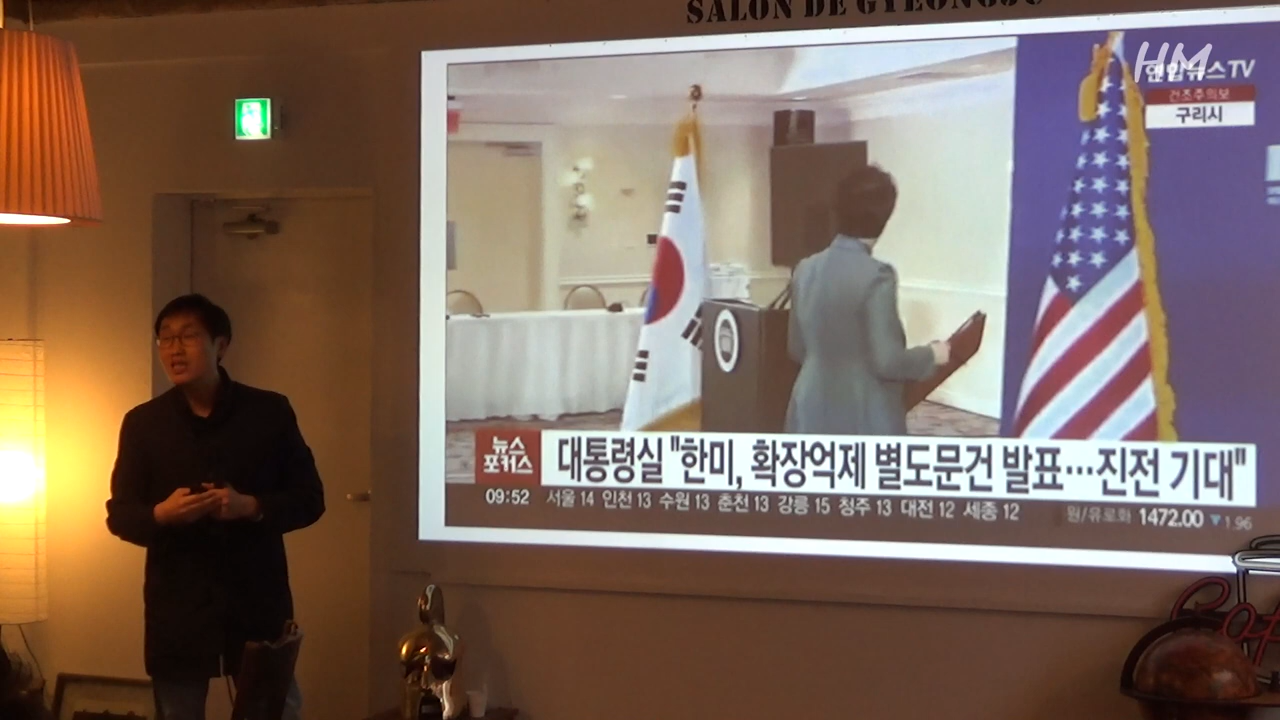 SALON DE GYEONGJU
HM
연합뉴스TV
건조주의보
구리시
뉴스
포커스
대통령실 "한미, 확장억제 별도문건 발표…진전 기대"
09:52 서울 14 인천 13 수원 13 춘천 13 강릉 15 청주 13 대전 12 세종 12 원/유로화 1472.00 ▼1.96